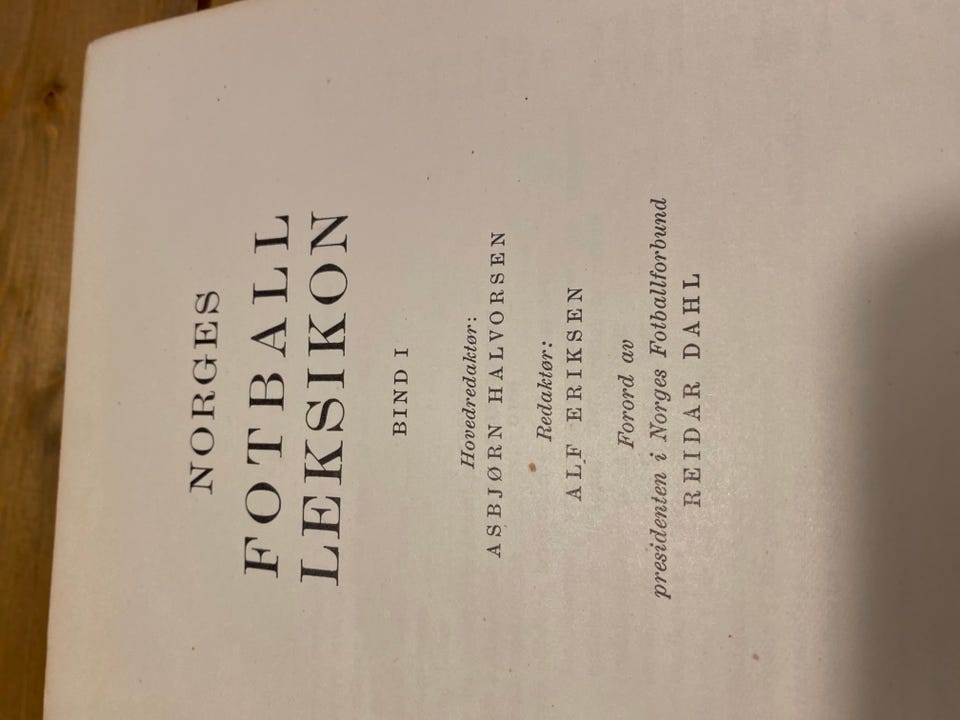 NORGES
FOTBALL
LEKSIKON
BIND I
Hovedredaktør:
ASBJØRN HALVORSEN
Redaktør:
ALF ERIKSEN
Forord av
presidenten i Norges Fotballforbund
REIDAR DAHL